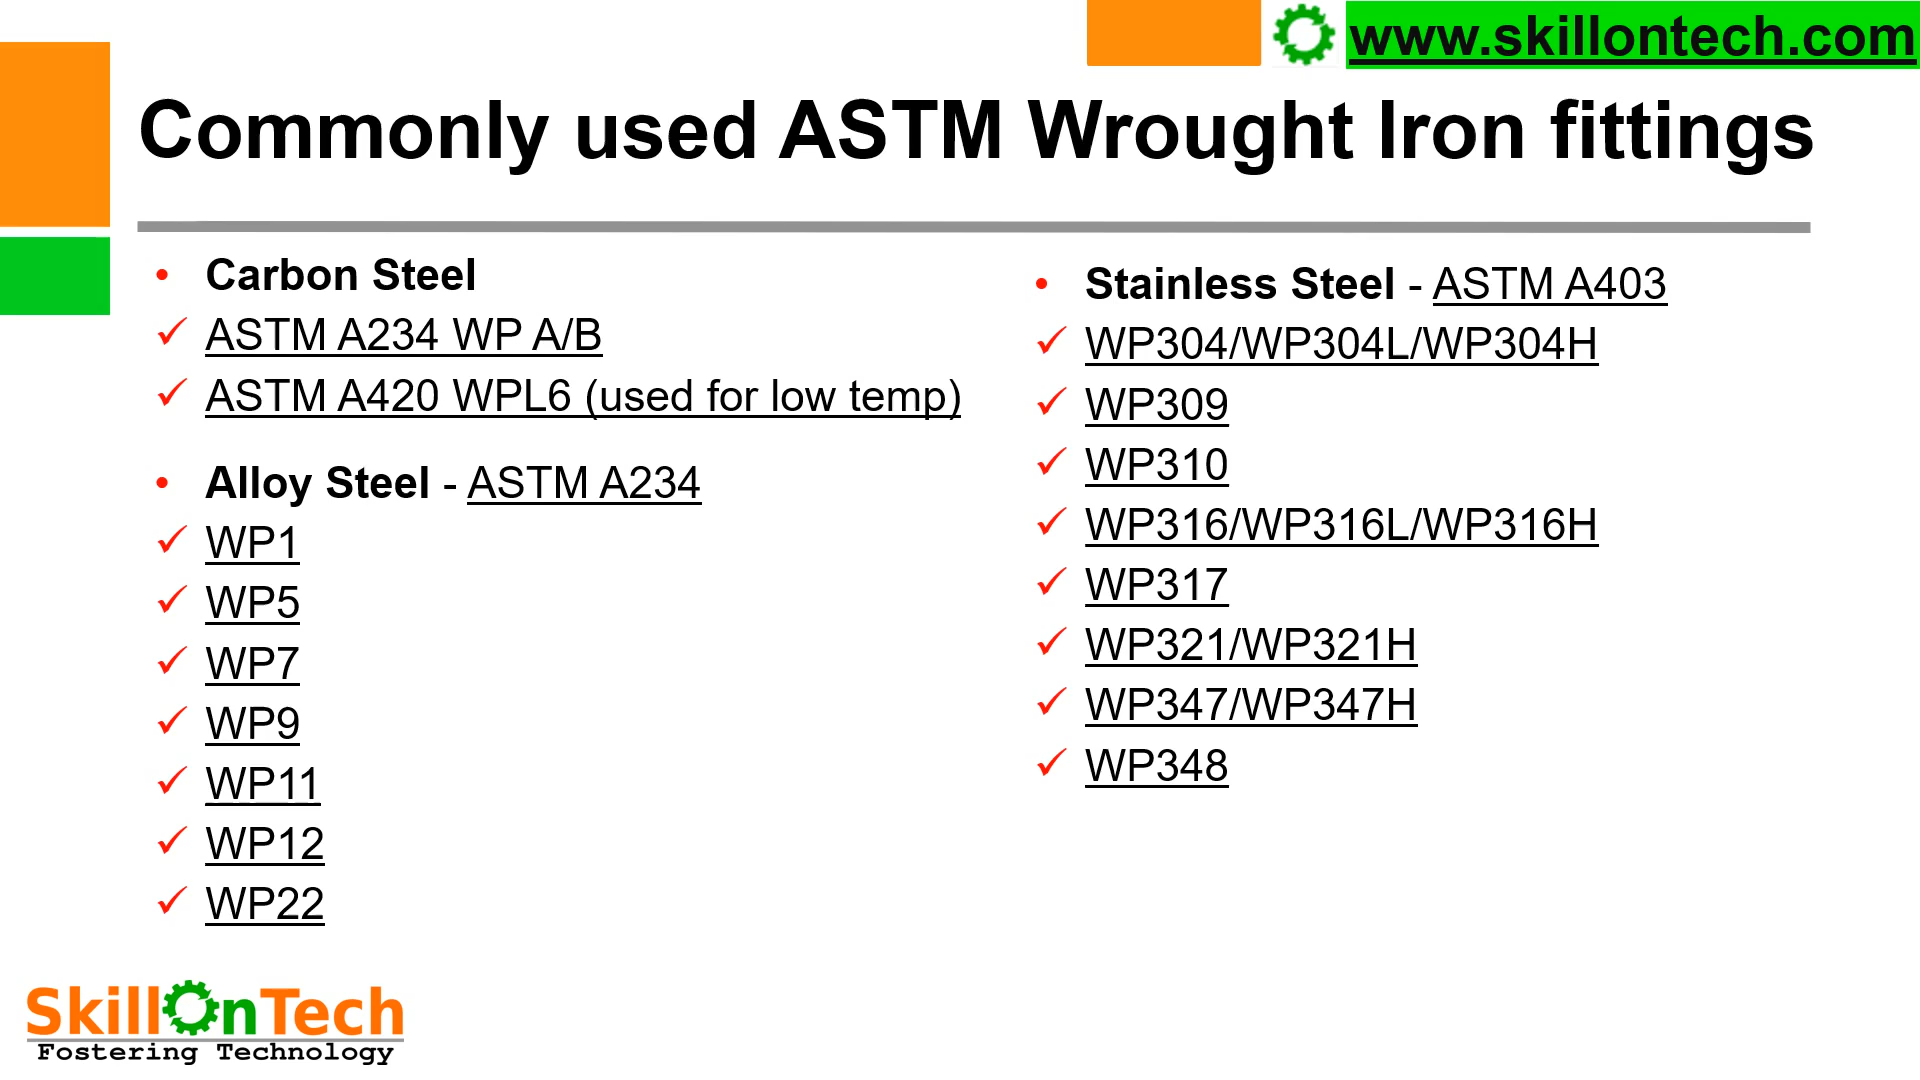 www.skillontech.com
Commonly used ASTM Wrought Iron fittings
• Carbon Steel
✓ ASTM A234 WP A/B
✓ ASTM A420 WPL6 (used for low temp)
• Alloy Steel - ASTM A234
✓ WP1
✓ WP5
✓ WP7
✓ WP9
✓ WP11
✓ WP12
✓ WP22
• Stainless Steel - ASTM A403
✓ WP304/WP304L/WP304H
✓ WP309
✓ WP310
✓ WP316/WP316L/WP316H
✓ WP317
✓ WP321/WP321H
✓ WP347/WP347H
✓ WP348
SkillOnTech
Fostering Technology